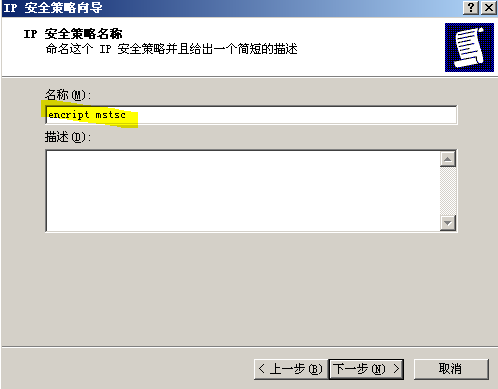 IP 安全策略向导
IP 安全策略名称
命名这个 IP 安全策略并且给出一个简短的描述
名称(M):
encript mstsc
描述(D):
< 上一步(B) 下一步(N) > 取消